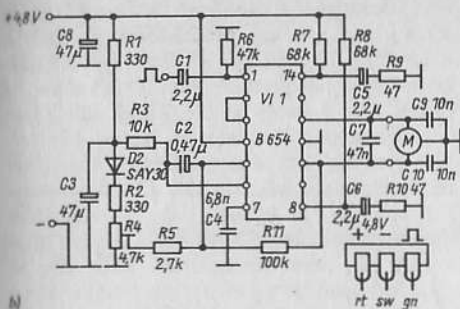 +4,8V
C8
47µ
R1
330
C1
2,2µ
R6
47k
R7
68k
R8
68k
R9
47
C5
2,2µ
1
14
VI 1
B 654
7
8
R3
10k
C2
0,47µ
C7
47n
C9 10n
M
C10
10n
D2
SAY30
C3
47µ
R2
330
R4
4,7k
R5
2,7k
6,8n
C4
R11
100k
C6
2,2µ
4,8V
R10 47
-
+ -
rt sw gn
N